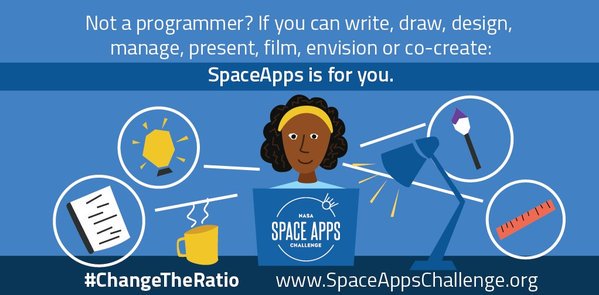 Not a programmer? If you can write, draw, design,
manage, present, film, envision or co-create:
SpaceApps is for you.
NASA
SPACE APPS
CHALLENGE
#ChangeTheRatio
www.SpaceAppsChallenge.org